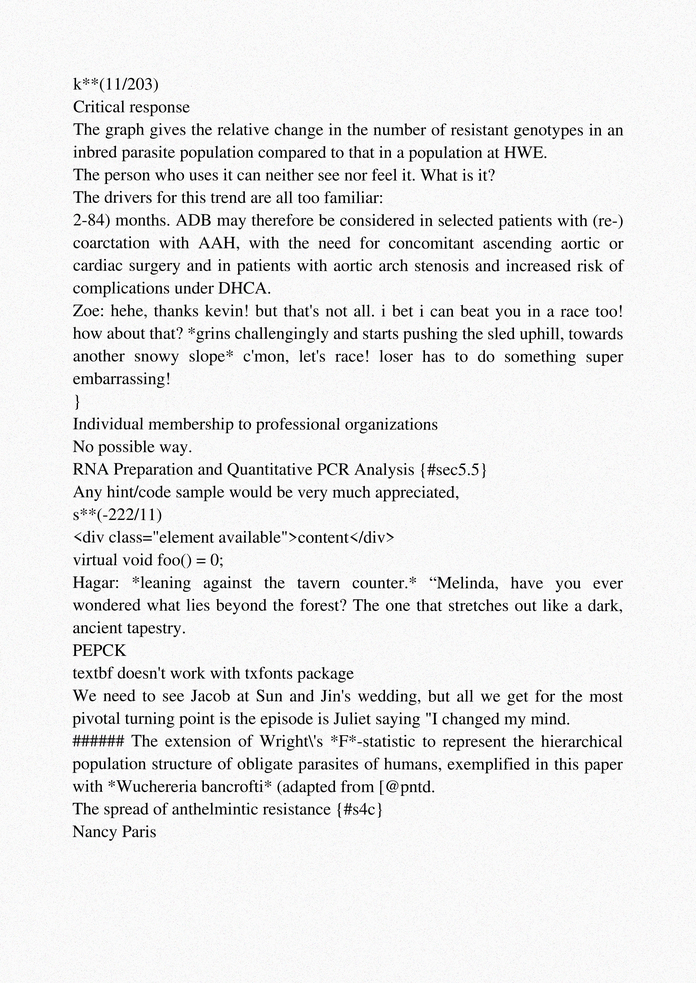 k**(11/203)
Critical response
The graph gives the relative change in the number of resistant genotypes in an
inbred parasite population compared to that in a population at HWE.
The person who uses it can neither see nor feel it. What is it?
The drivers for this trend are all too familiar:
2-84) months. ADB may therefore be considered in selected patients with (re-)
coarctation with AAH, with the need for concomitant ascending aortic or
cardiac surgery and in patients with aortic arch stenosis and increased risk of
complications under DHCA.
Zoe: hehe, thanks kevin! but that's not all. i bet i can beat you in a race too!
how about that? *grins challengingly and starts pushing the sled uphill, towards
another snowy slope* c'mon, let's race! loser has to do something super
embarrassing!
}
Individual membership to professional organizations
No possible way.
RNA Preparation and Quantitative PCR Analysis {#sec5.5}
Any hint/code sample would be very much appreciated,
s**(-222/11)
<div class="element available">content</div>
virtual void foo() = 0;
Hagar: *leaning against the tavern counter.* “Melinda, have you ever
wondered what lies beyond the forest? The one that stretches out like a dark,
ancient tapestry.
PEPCK
textbf doesn't work with txfonts package
We need to see Jacob at Sun and Jin's wedding, but all we get for the most
pivotal turning point is the episode is Juliet saying "I changed my mind.
###### The extension of Wright\'s *F*-statistic to represent the hierarchical
population structure of obligate parasites of humans, exemplified in this paper
with *Wuchereria bancrofti* (adapted from [@pntd.
The spread of anthelmintic resistance {#s4c}
Nancy Paris